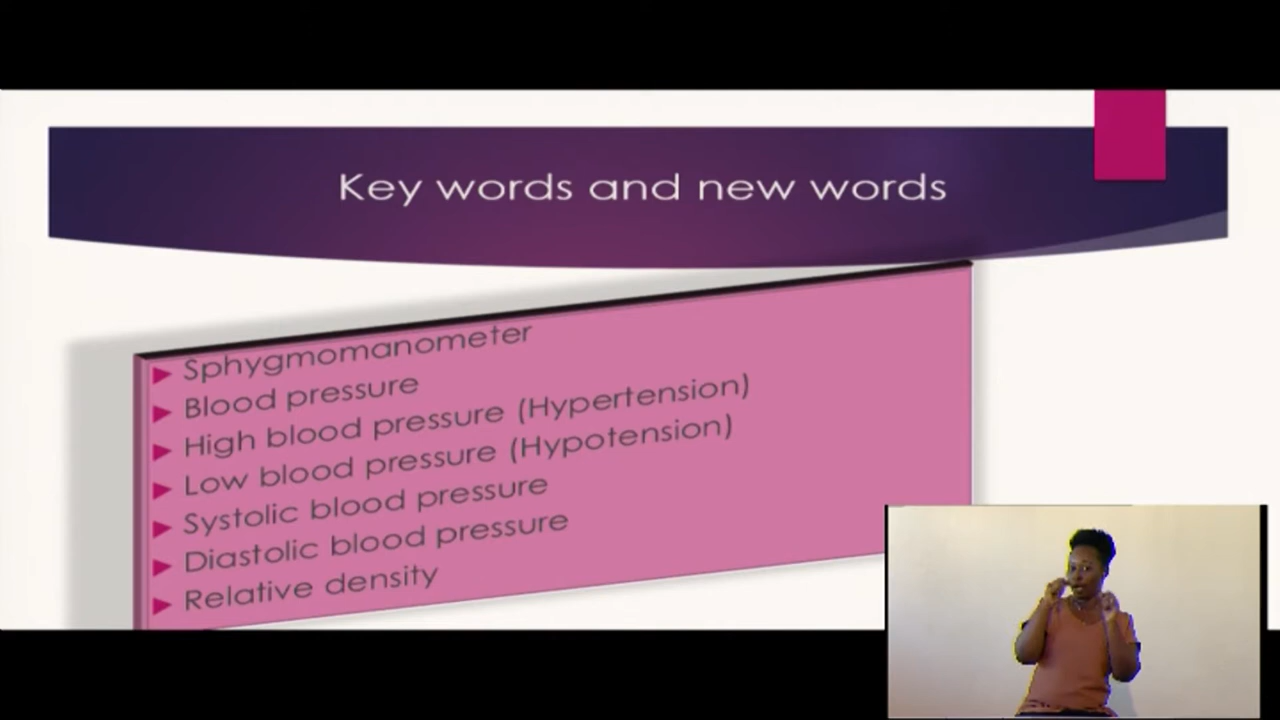 Key words and new words
Sphygmomanometer
Blood pressure
High blood pressure (Hypertension)
Low blood pressure (Hypotension)
Systolic blood pressure
Diastolic blood pressure
Relative density